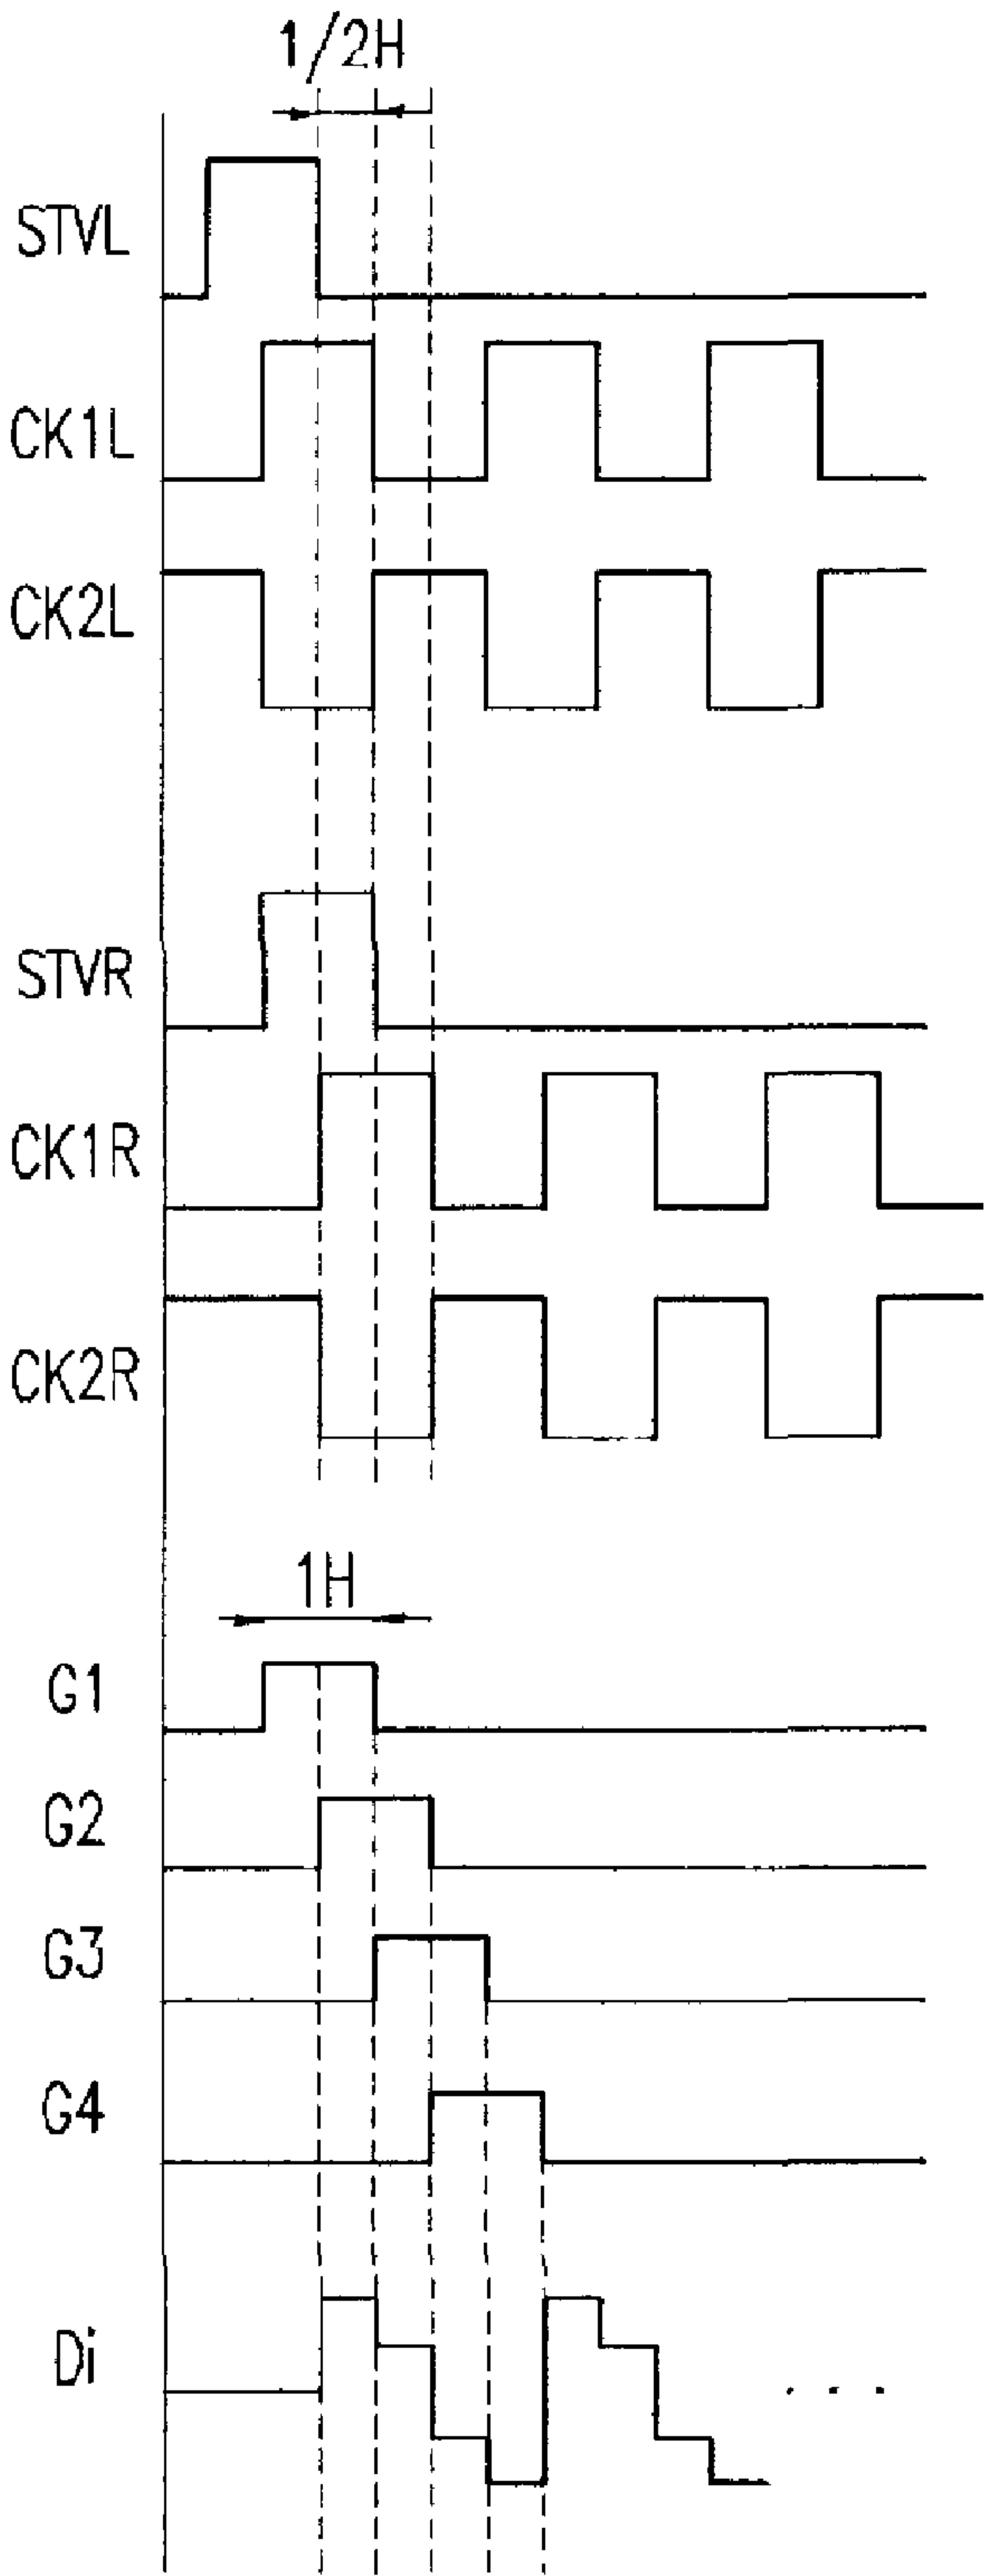 1/2H
STVL
CK1L
CK2L
STVR
CK1R
CK2R
1H
G1
G2
G3
G4
Di
. . .